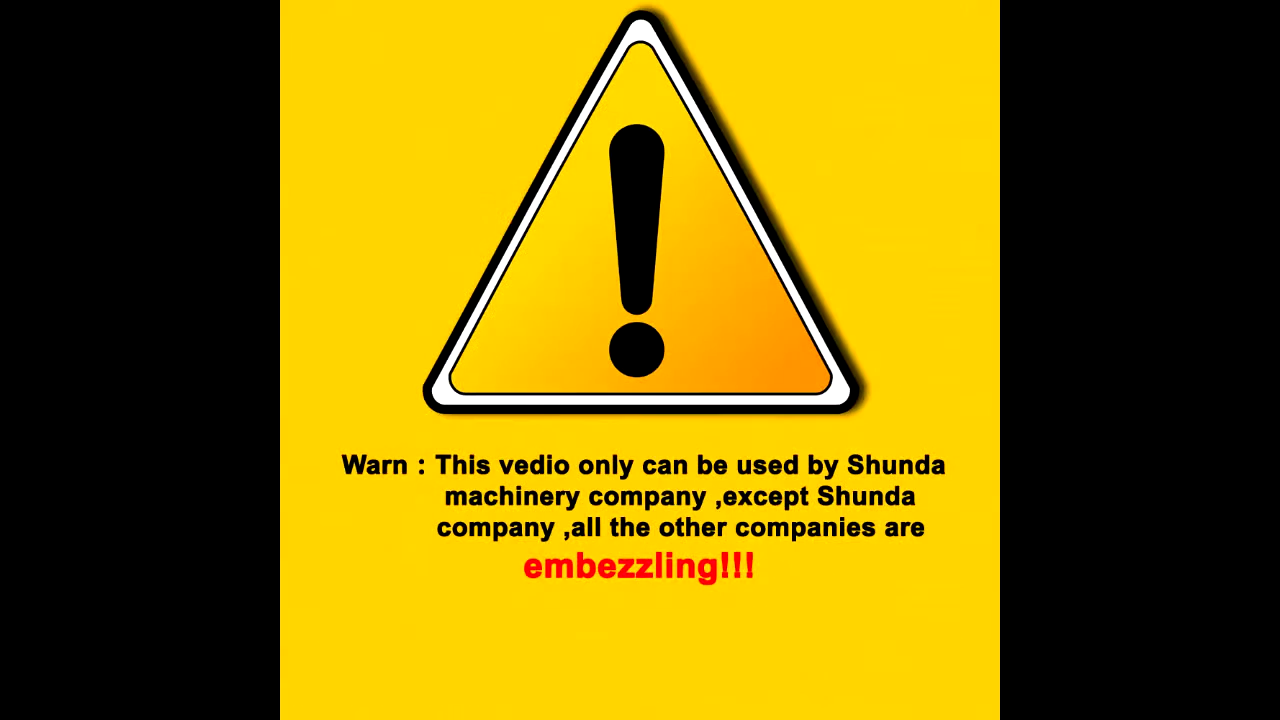 Warn : This vedio only can be used by Shunda
machinery company ,except Shunda
company ,all the other companies are
embezzling!!!